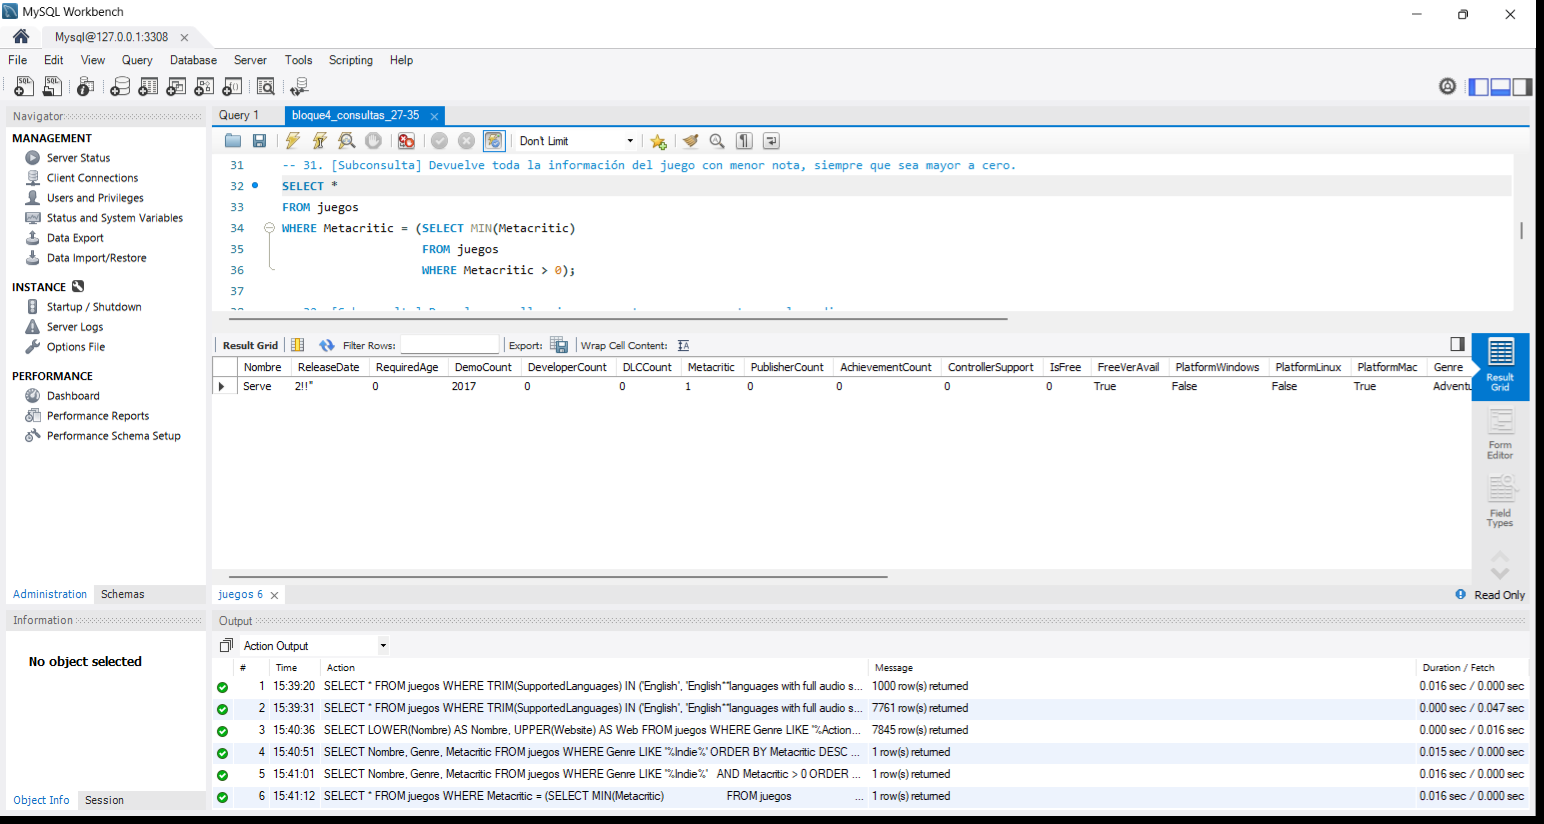 MySQL Workbench
Mysql@127.0.0.1:3308
File Edit View Query Database Server Tools Scripting Help
Navigator
MANAGEMENT
Server Status
Client Connections
Users and Privileges
Status and System Variables
Data Export
Data Import/Restore
INSTANCE
Startup / Shutdown
Server Logs
Options File
PERFORMANCE
Dashboard
Performance Reports
Performance Schema Setup
Administration Schemas
Information
No object selected
Object Info Session
Query 1 bloque4_consultas_27-35
Don't Limit
31 -- 31. [Subconsulta] Devuelve toda la información del juego con menor nota, siempre que sea mayor a cero.
32 SELECT *
33 FROM juegos
34 WHERE Metacritic = (SELECT MIN(Metacritic)
35 FROM juegos
36 WHERE Metacritic > 0);
37
Result Grid Filter Rows: Export: Wrap Cell Content:
Nombre ReleaseDate RequiredAge DemoCount DeveloperCount DLCCount Metacritic PublisherCount AchievementCount ControllerSupport IsFree FreeVerAvail PlatformWindows PlatformLinux PlatformMac Genre
Serve 2!!" 0 2017 0 0 1 0 0 0 0 True False False True Adventu
Result Grid
Form Editor
Field Types
juegos 6
Read Only
Output
Action Output
# Time Action Message Duration / Fetch
1 15:39:20 SELECT * FROM juegos WHERE TRIM(SupportedLanguages) IN ('English', 'English**languages with full audio s... 1000 row(s) returned 0.016 sec / 0.000 sec
2 15:39:31 SELECT * FROM juegos WHERE TRIM(SupportedLanguages) IN ('English', 'English**languages with full audio s... 7761 row(s) returned 0.000 sec / 0.047 sec
3 15:40:36 SELECT LOWER(Nombre) AS Nombre, UPPER(Website) AS Web FROM juegos WHERE Genre LIKE '%Action... 7845 row(s) returned 0.000 sec / 0.016 sec
4 15:40:51 SELECT Nombre, Genre, Metacritic FROM juegos WHERE Genre LIKE '%Indie%' ORDER BY Metacritic DESC ... 1 row(s) returned 0.015 sec / 0.000 sec
5 15:41:01 SELECT Nombre, Genre, Metacritic FROM juegos WHERE Genre LIKE '%Indie%' AND Metacritic > 0 ORDER ... 1 row(s) returned 0.016 sec / 0.000 sec
6 15:41:12 SELECT * FROM juegos WHERE Metacritic = (SELECT MIN(Metacritic) FROM juegos ... 1 row(s) returned 0.016 sec / 0.000 sec